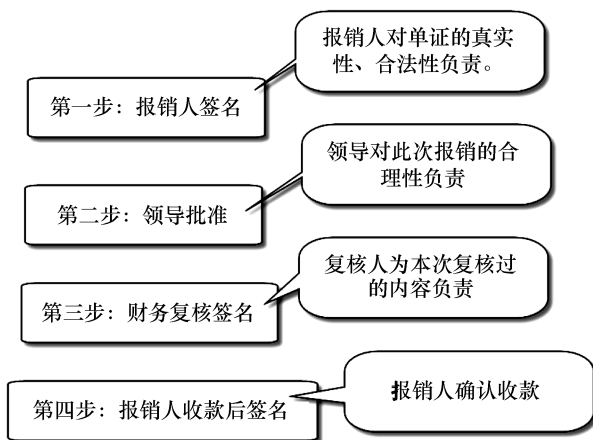 报销人对单证的真实
性、合法性负责。
第一步：报销人签名
领导对此次报销的合
理性负责
第二步：领导批准
复核人为本次复核过
的内容负责
第三步：财务复核签名
报销人确认收款
第四步：报销人收款后签名